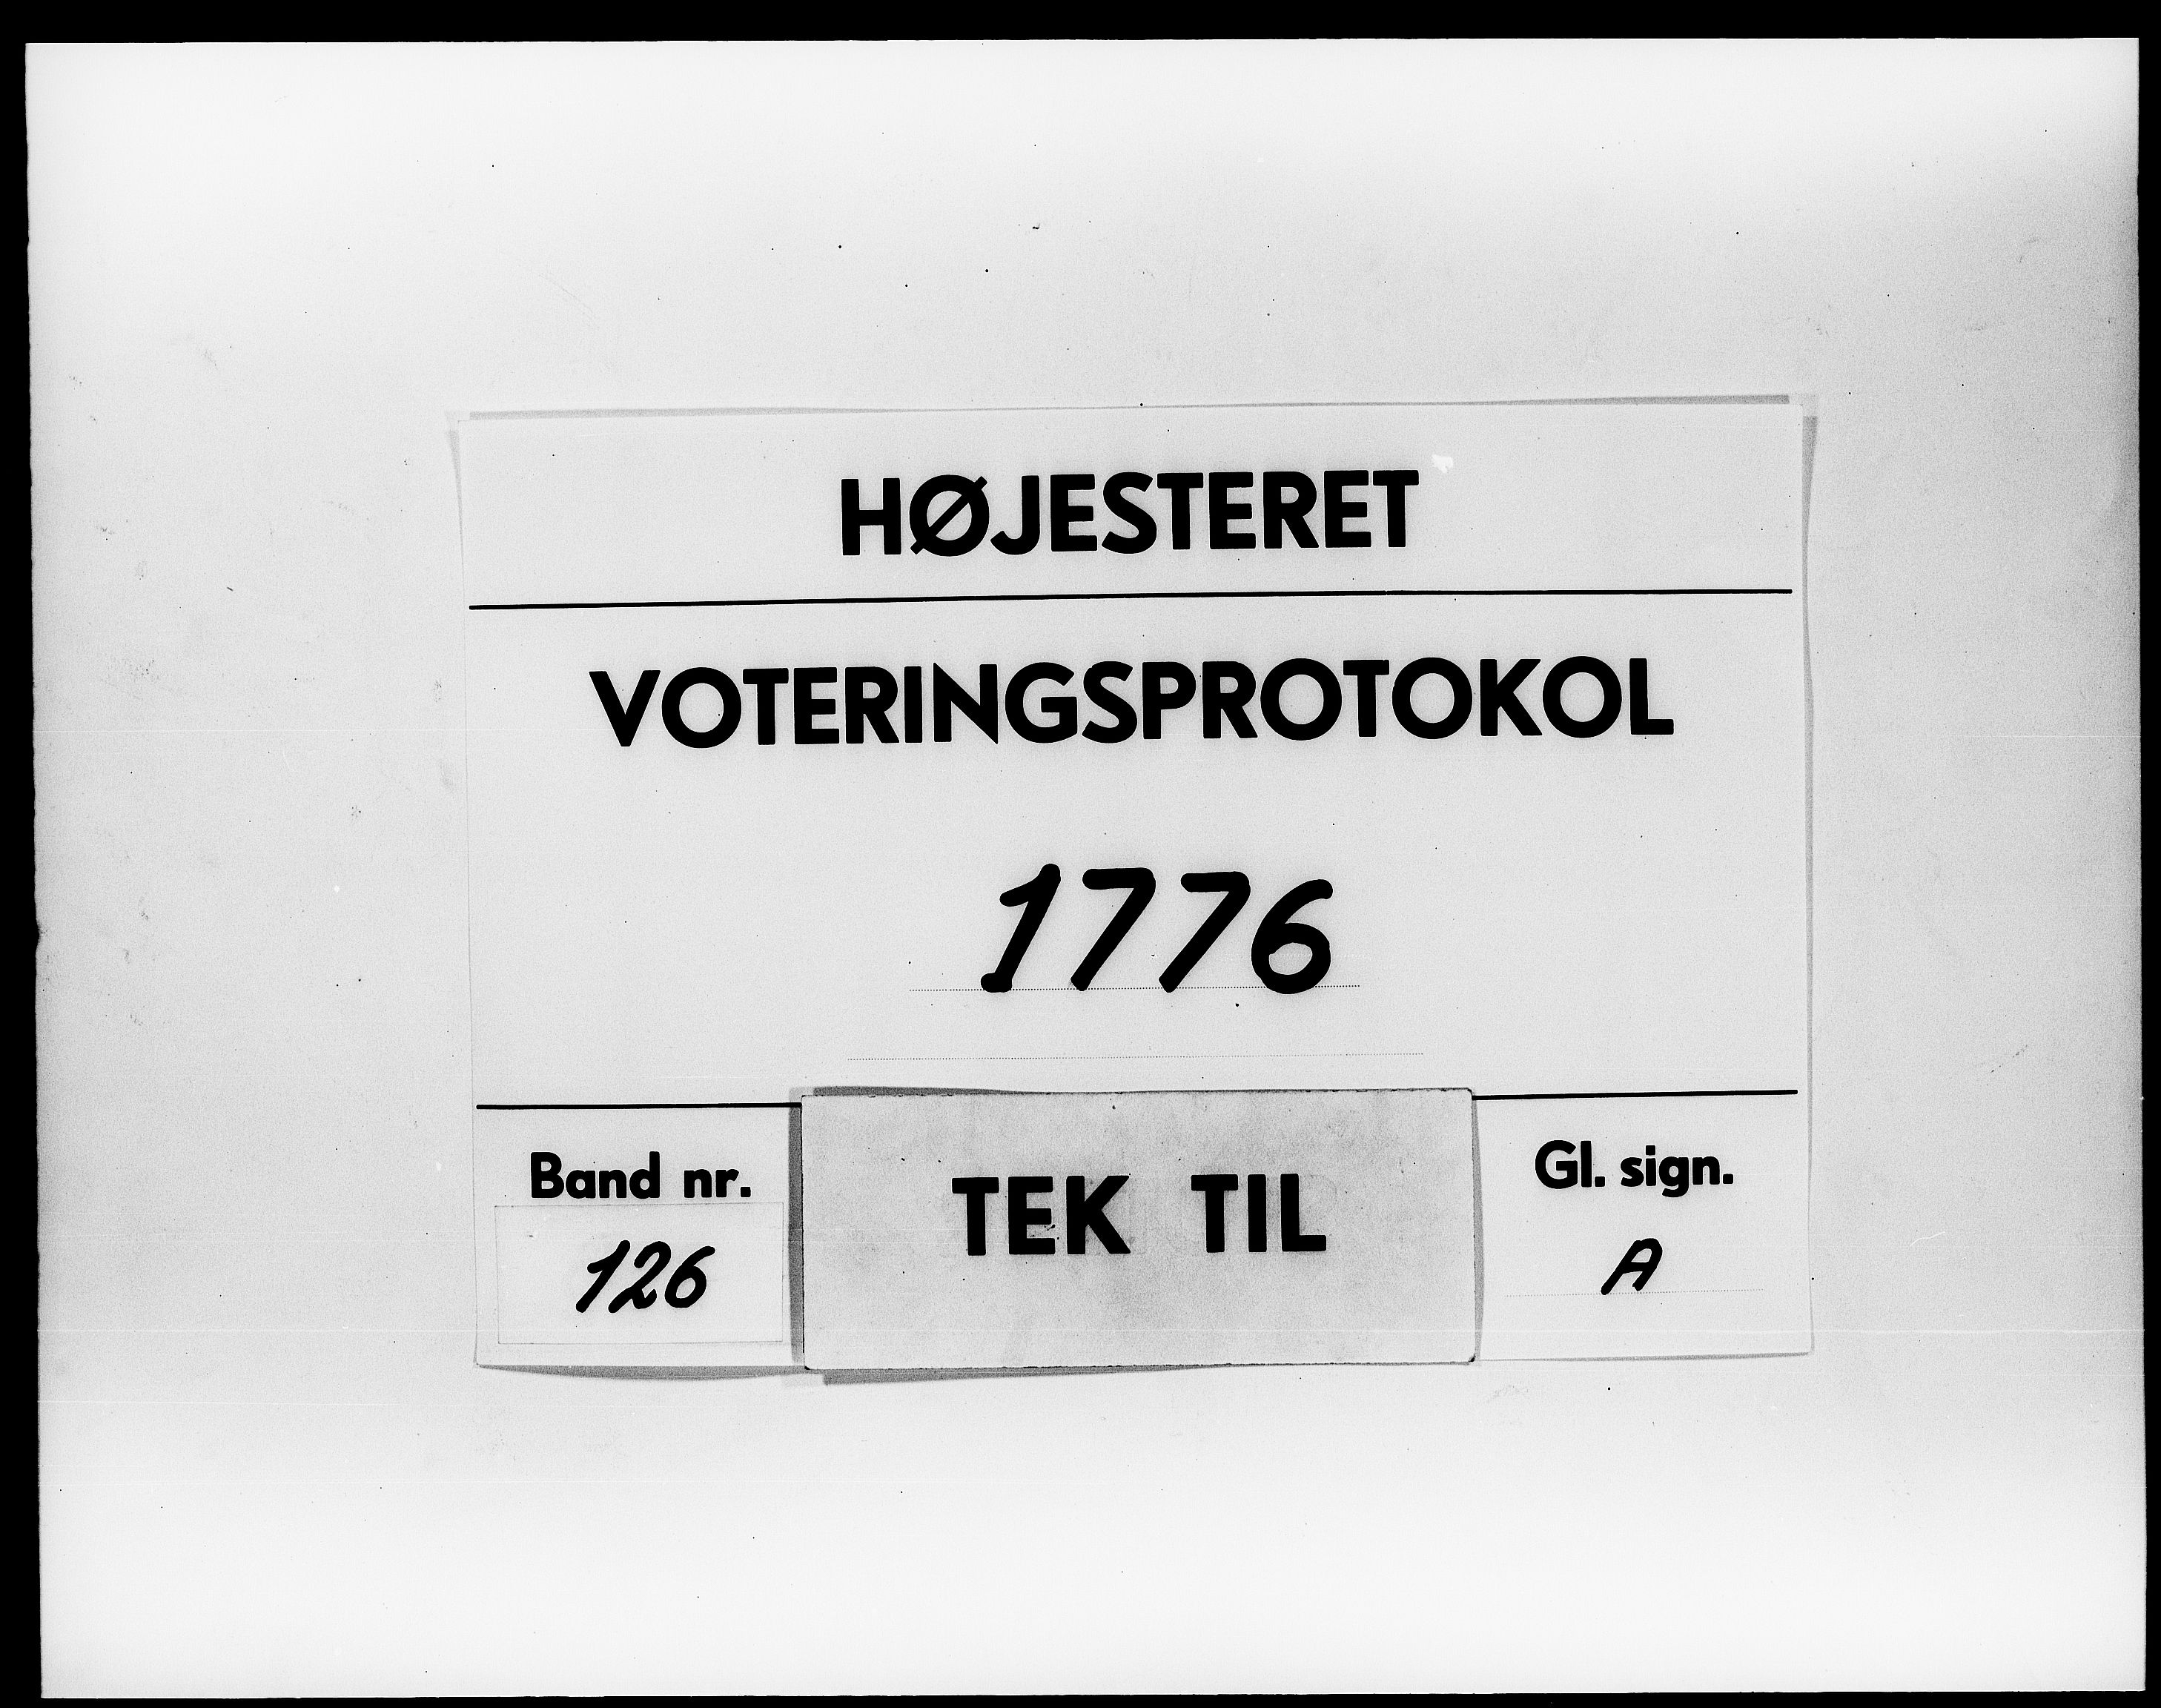 HØJESTERET
VOTERINGSPROTOKOL
1776
Band nr.
126
TEK TIL
Gl. sign.
A